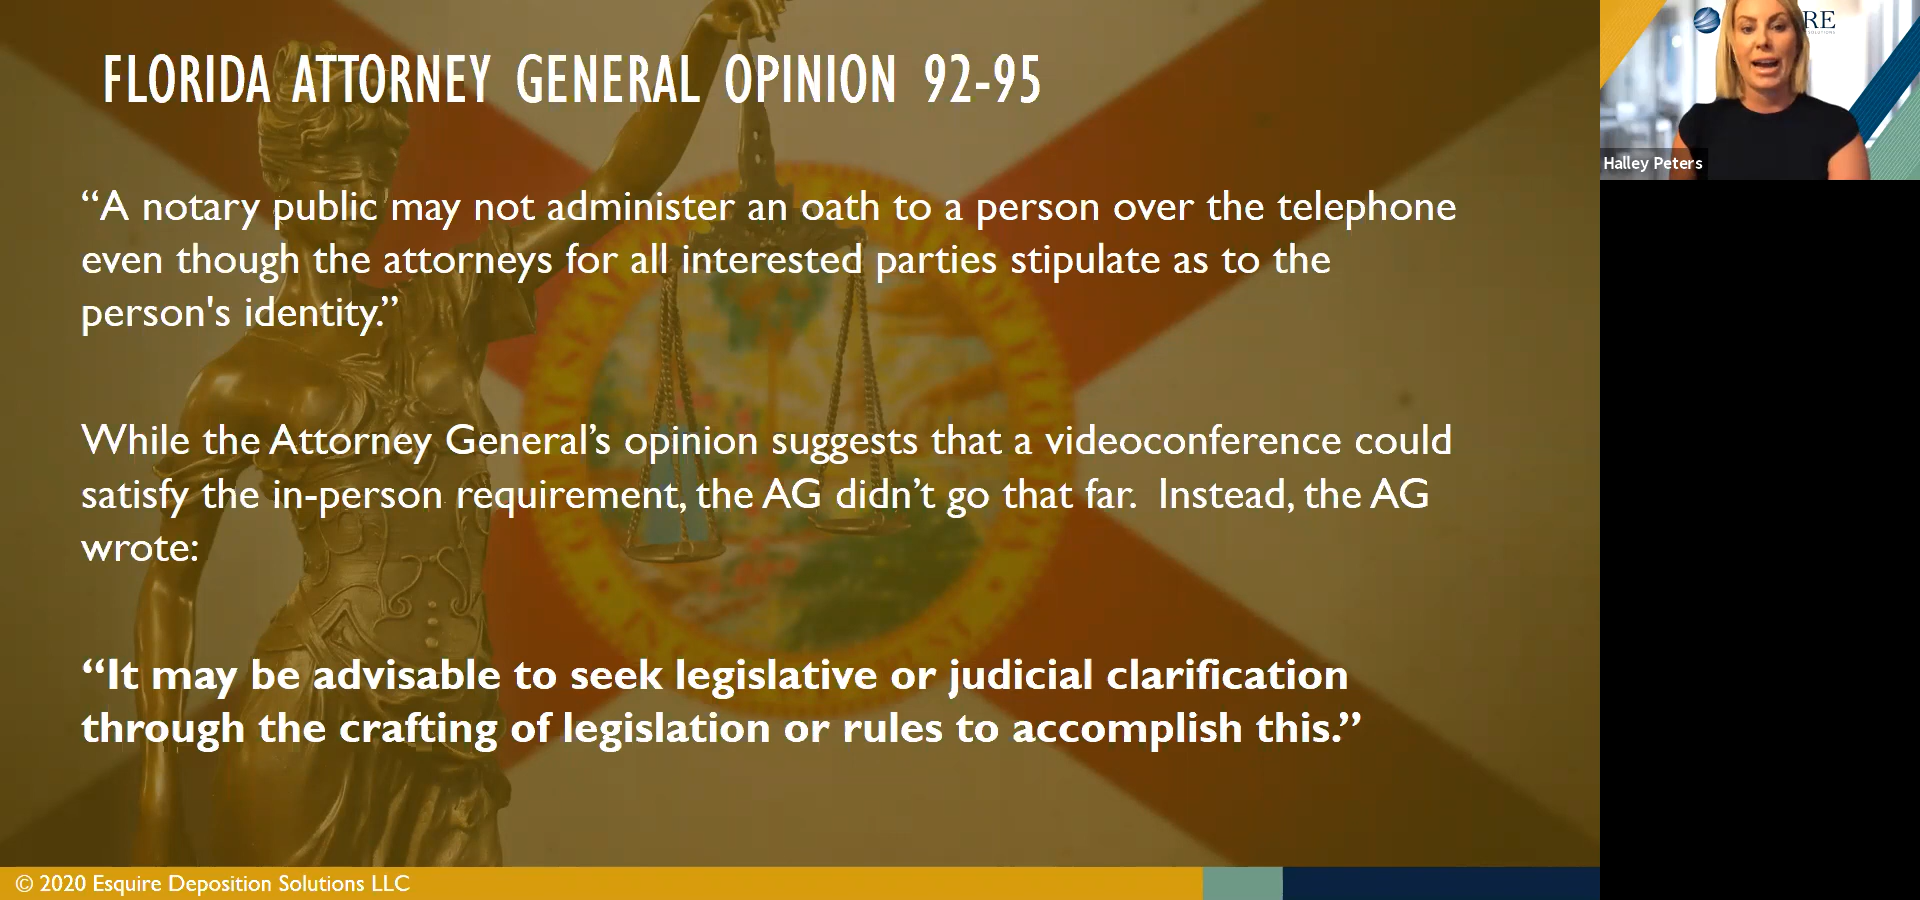 FLORIDA ATTORNEY GENERAL OPINION 92-95
“A notary public may not administer an oath to a person over the telephone
even though the attorneys for all interested parties stipulate as to the
person's identity.”
While the Attorney General’s opinion suggests that a videoconference could
satisfy the in-person requirement, the AG didn’t go that far. Instead, the AG
wrote:
“It may be advisable to seek legislative or judicial clarification
through the crafting of legislation or rules to accomplish this.”
© 2020 Esquire Deposition Solutions LLC
RE
Halley Peters